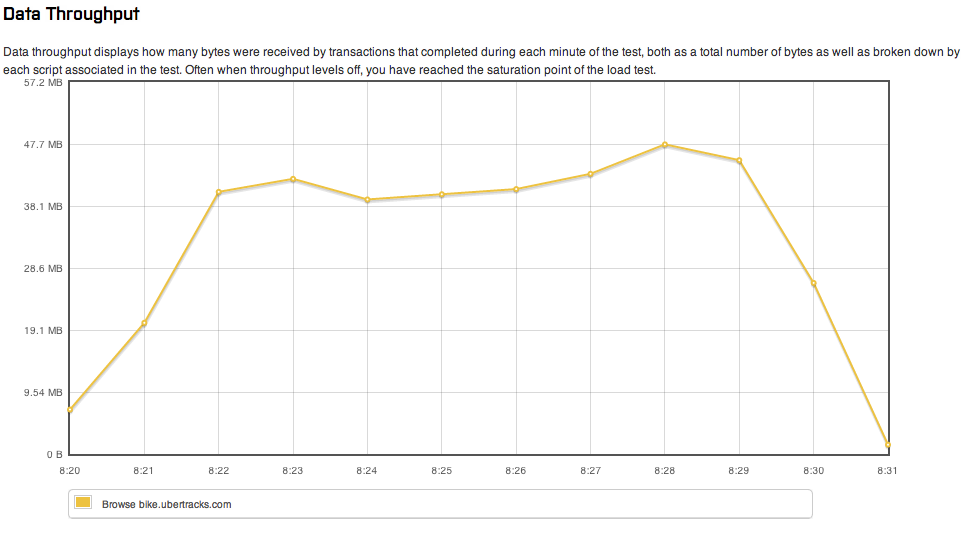 Data Throughput
Data throughput displays how many bytes were received by transactions that completed during each minute of the test, both as a total number of bytes as well as broken down by
each script associated in the test. Often when throughput levels off, you have reached the saturation point of the load test.
57.2 MB
47.7 MB
38.1 MB
28.6 MB
19.1 MB
9.54 MB
0 B
8:20 8:21 8:22 8:23 8:24 8:25 8:26 8:27 8:28 8:29 8:30 8:31
Browse bike.ubertracks.com